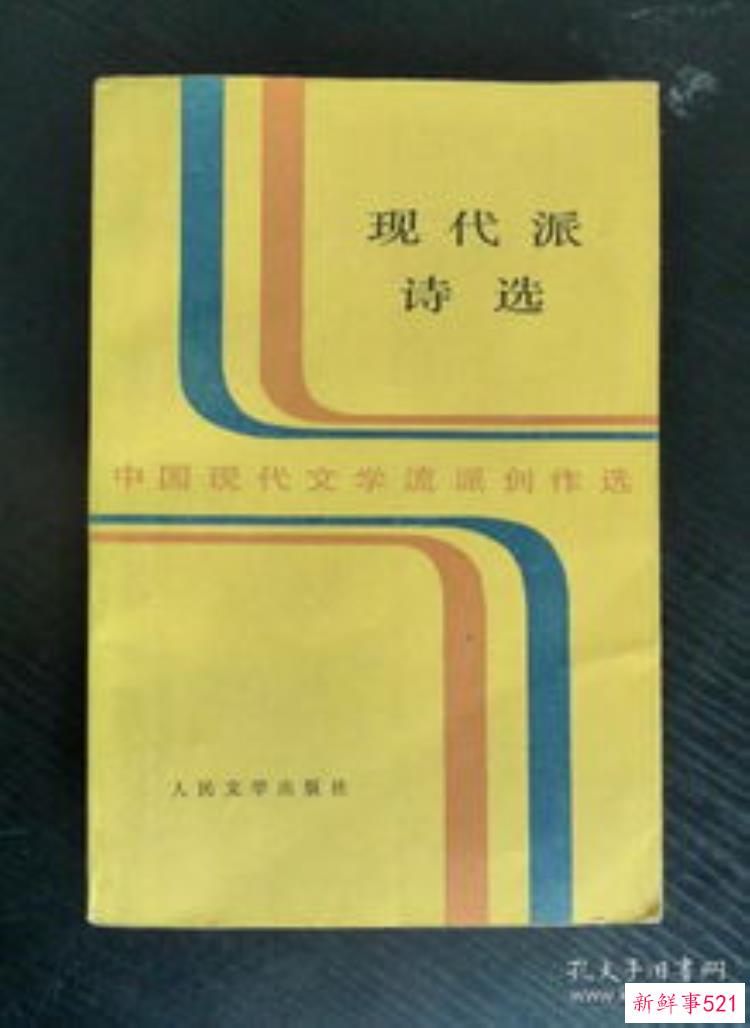 现代派
诗选
中国现代文学流派创作选
人民文学出版社
孔夫子旧书网
新鲜事521